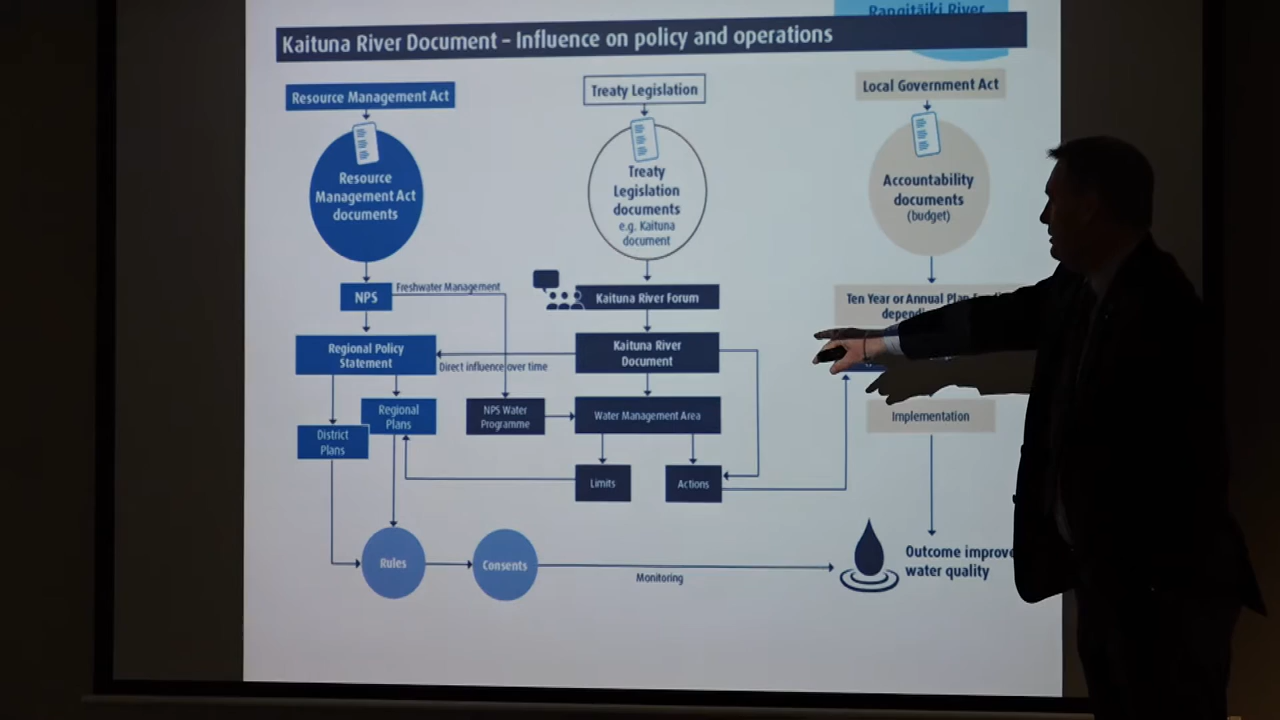 Rangitāiki River
Kaituna River Document – Influence on policy and operations
Resource Management Act
Treaty Legislation
Local Government Act
Resource
Management Act
documents
Treaty
Legislation
documents
e.g. Kaituna
document
Accountability
documents
(budget)
NPS
Freshwater Management
Kaituna River Forum
Ten Year or Annual Plan
Regional Policy
Statement
Direct influence over time
Kaituna River
Document
Regional
Plans
District
Plans
NPS Water
Programme
Water Management Area
Implementation
Limits
Actions
Rules
Consents
Monitoring
Outcome improve
water quality